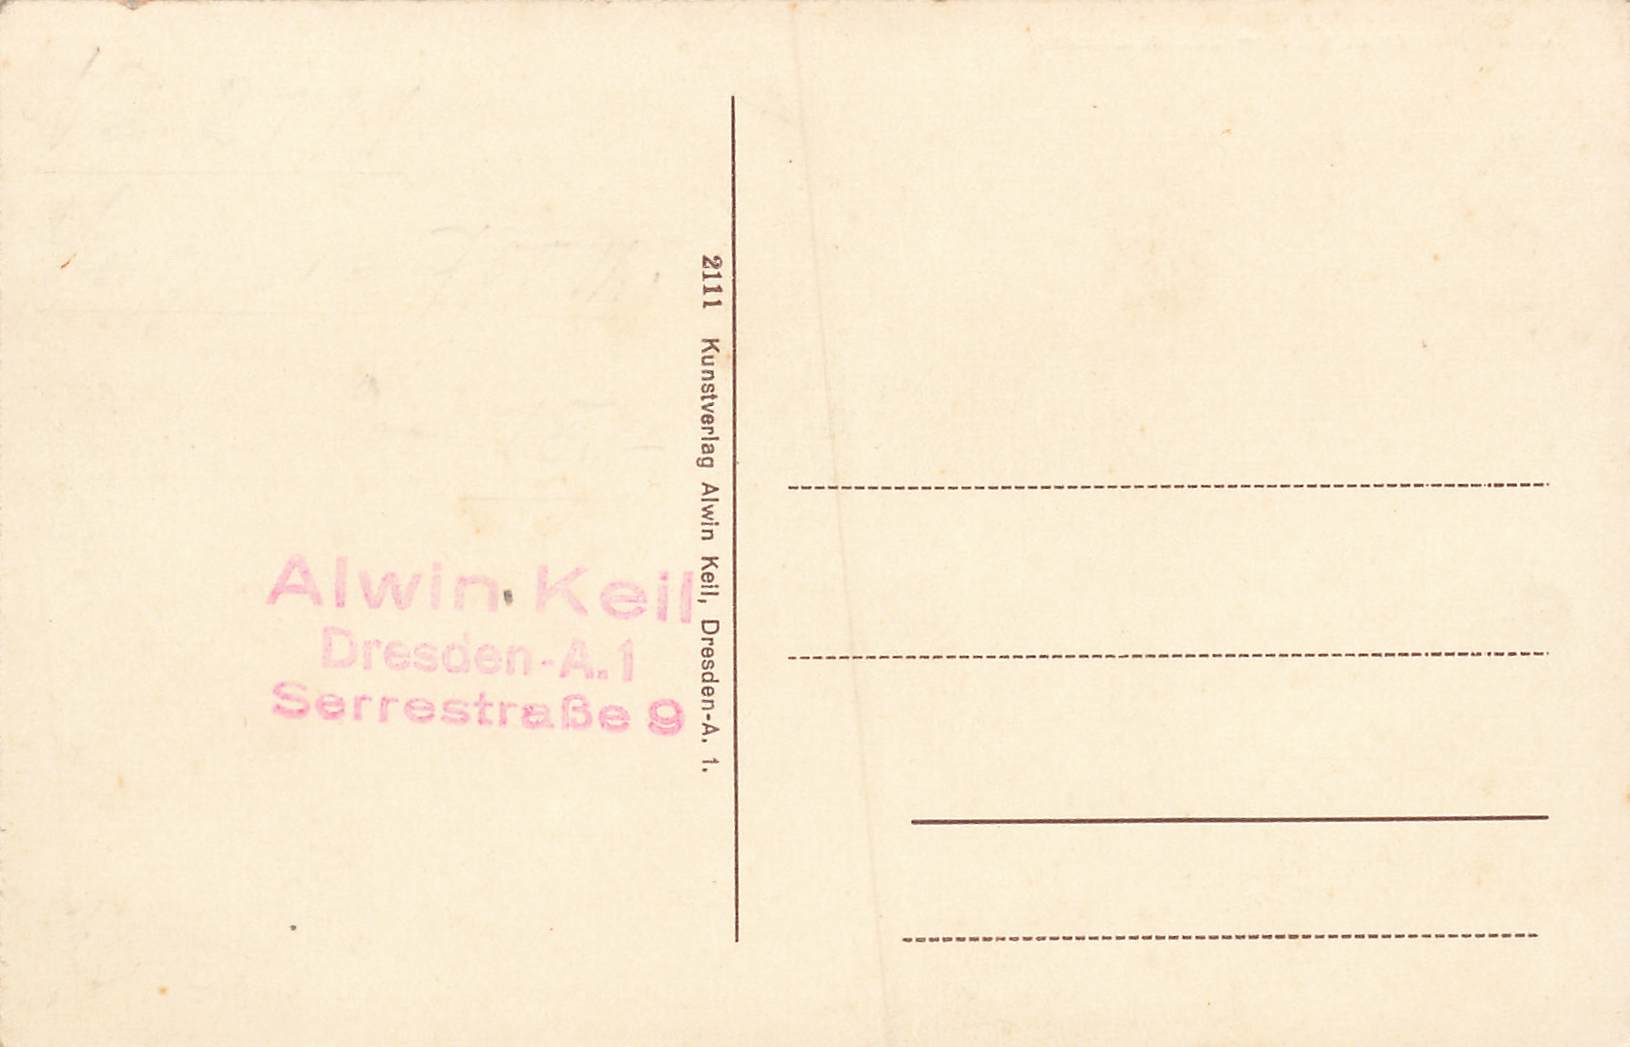 2111 Kunstverlag Alwin Keil, Dresden-A. 1.
Alwin Keil
Dresden-A.1
Serrestraße 9